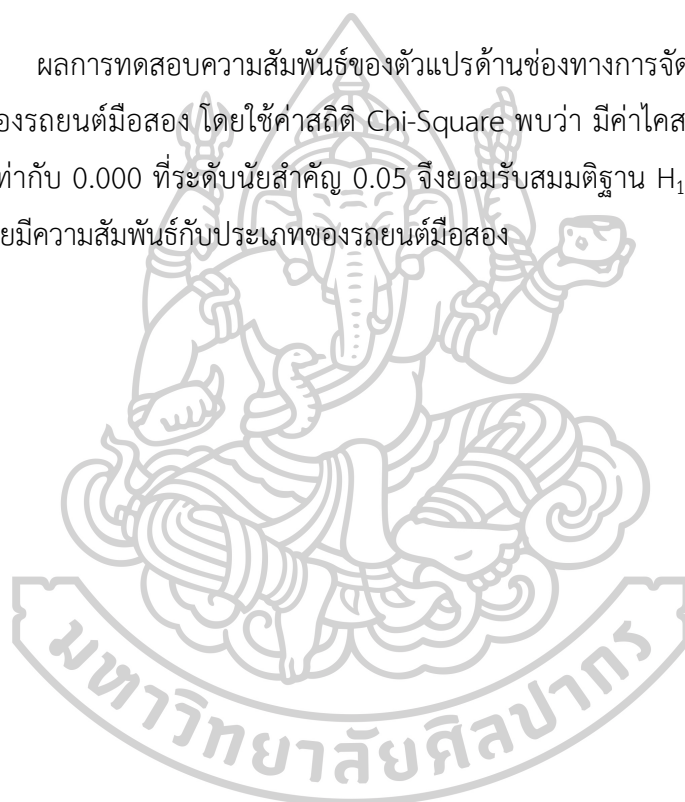 ผลการทดสอบความสัมพันธ์ของตัวแปรด้านช่องทางการจัด
องรถยนต์มือสอง โดยใช้ค่าสถิติ Chi-Square พบว่า มีค่าไคส
ท่ากับ 0.000 ที่ระดับนัยสำคัญ 0.05 จึงยอมรับสมมติฐาน H₁
ยมีความสัมพันธ์กับประเภทของรถยนต์มือสอง
มหาวิทยาลัยศิลปากร